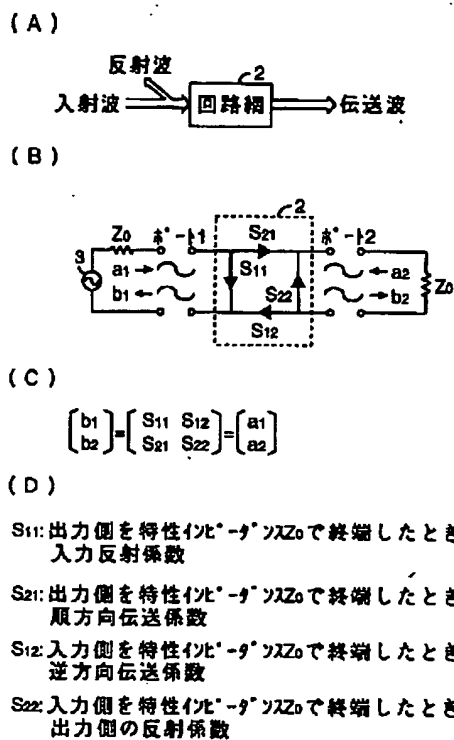 (A)
反射波
2
入射波 回路網 伝送波
(B)
2
Z0 ポート1 S21 ポート2
3 a1 S11 a2
b1 S22 b2 Z0
S12
(C)
[b1 b2] = [S11 S12 S21 S22] = [a1 a2]
(D)
S11: 出力側を特性インピーダンスZ0で終端したとき
入力反射係数
S21: 出力側を特性インピーダンスZ0で終端したとき
順方向伝送係数
S12: 入力側を特性インピーダンスZ0で終端したとき
逆方向伝送係数
S22: 入力側を特性インピーダンスZ0で終端したとき
出力側の反射係数